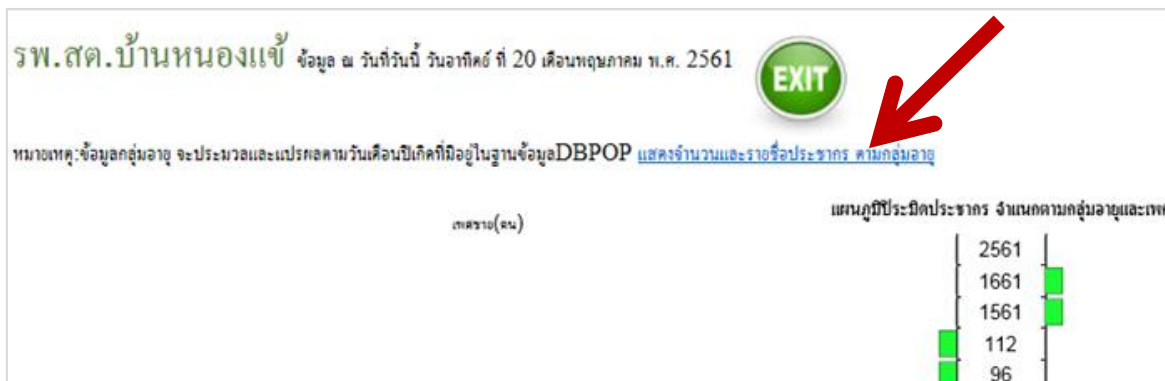 รพ.สต.บ้านหนองแข้ ข้อมูล ณ วันที่วันนี้ วันอาทิตย์ ที่ 20 เดือนพฤษภาคม พ.ศ. 2561
EXIT
หมายเหตุ:ข้อมูลกลุ่มอายุ จะประมวลและแปรผลตามวันเดือนปีเกิดที่มีอยู่ในฐานข้อมูลDBPOP แสดงจำนวนและรายชื่อประชากร ตามกลุ่มอายุ
แผนภูมิปิระมิดประชากร จำแนกตามกลุ่มอายุและเพศ
เพศชาย(คน)
2561
1661
1561
112
96